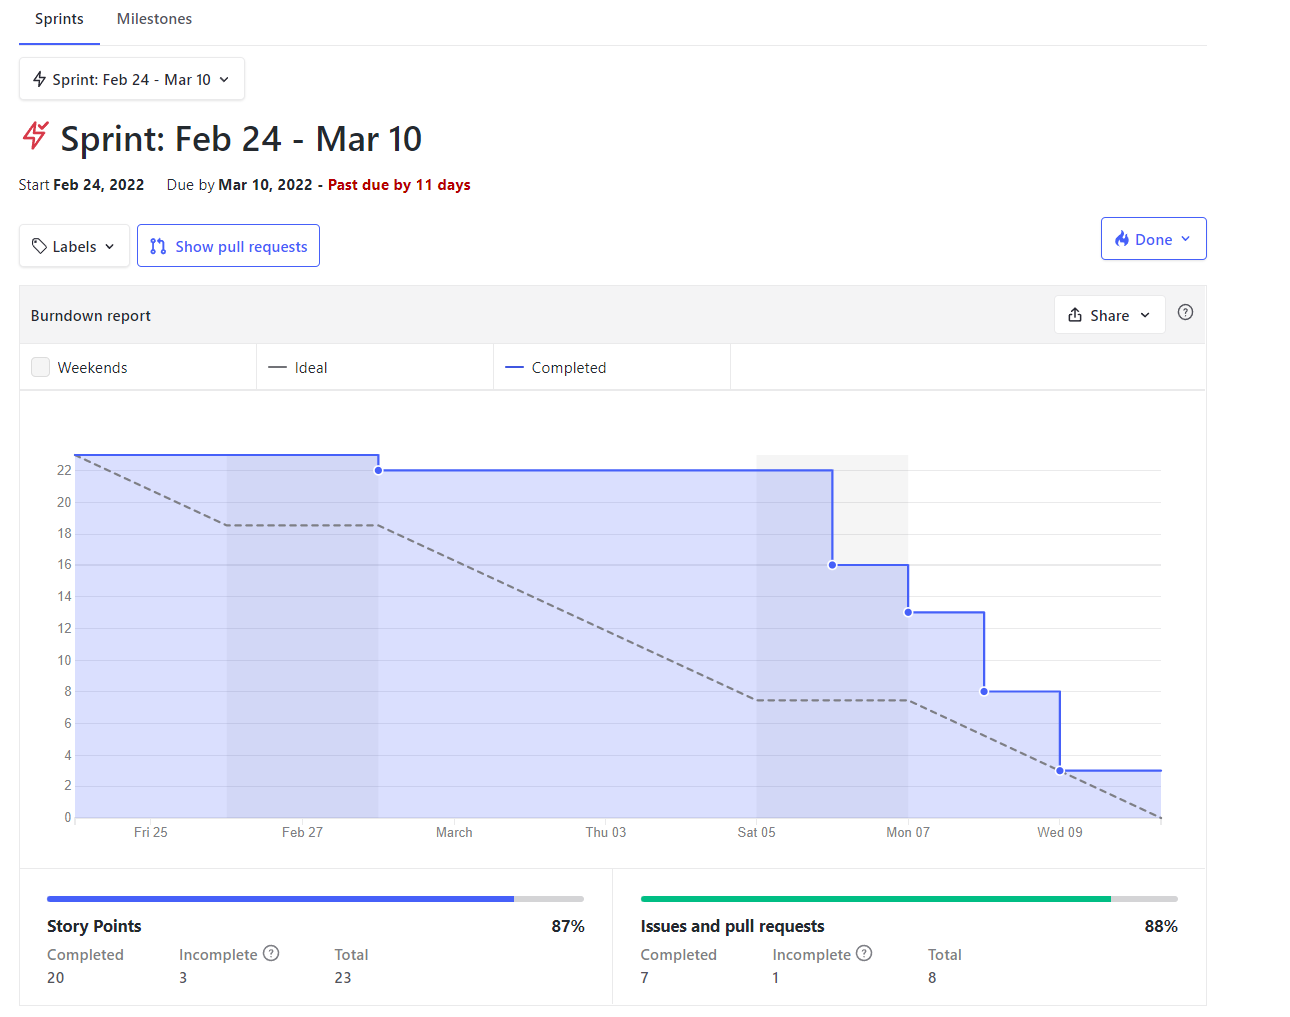 Sprints Milestones
Sprint: Feb 24 - Mar 10
Sprint: Feb 24 - Mar 10
Start Feb 24, 2022 Due by Mar 10, 2022 - Past due by 11 days
Labels Show pull requests Done
Burndown report Share ?
Weekends Ideal Completed
22
20
18
16
14
12
10
8
6
4
2
0
Fri 25 Feb 27 March Thu 03 Sat 05 Mon 07 Wed 09
Story Points 87% Issues and pull requests 88%
Completed Incomplete ? Total Completed Incomplete ? Total
20 3 23 7 1 8